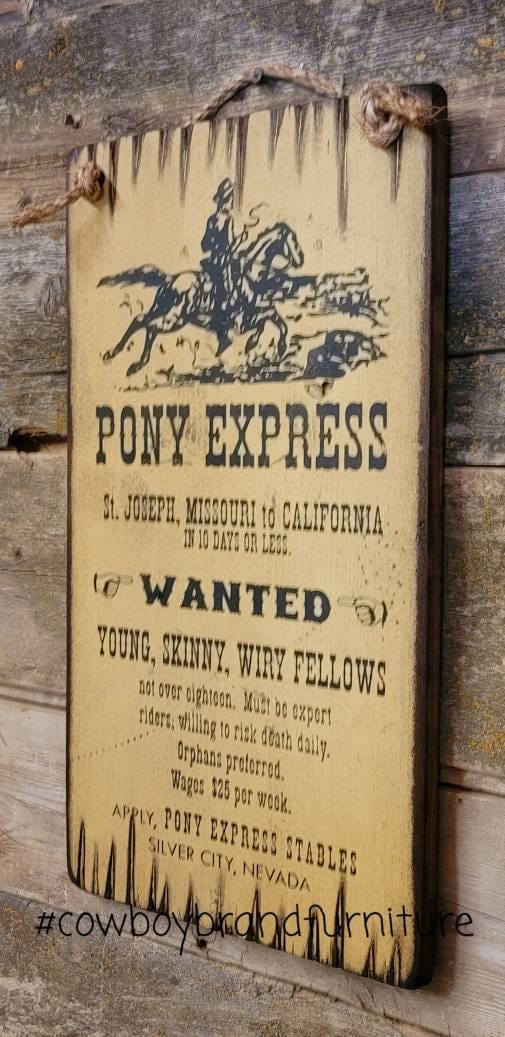 PONY EXPRESS
St. JOSEPH, MISSOURI to CALIFORNIA
IN 10 DAYS OR LESS.
WANTED
YOUNG, SKINNY, WIRY FELLOWS
not over eighteen. Must be expert
riders, willing to risk death daily.
Orphans preferred.
Wages $25 per week.
APPLY, PONY EXPRESS STABLES
SILVER CITY, NEVADA
#cowboybrandfurniture